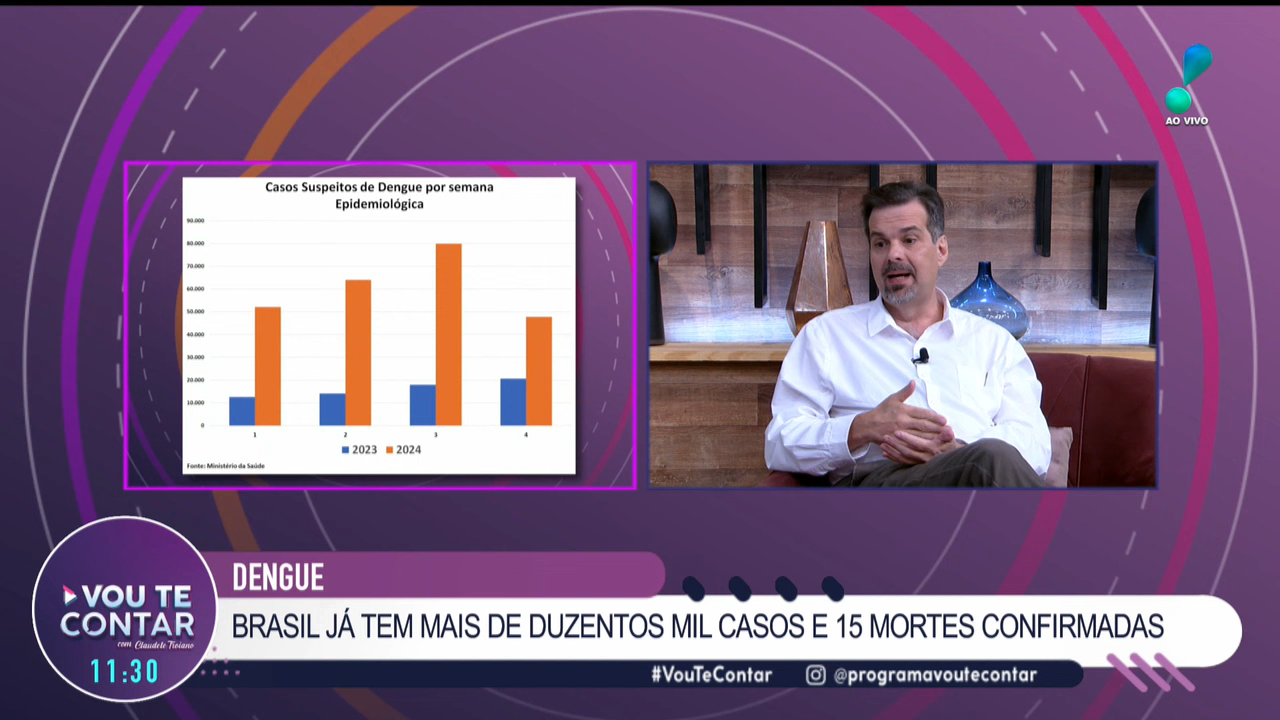 AO VIVO
Casos Suspeitos de Dengue por semana
Epidemiológica
90.000
80.000
70.000
60.000
50.000
40.000
30.000
20.000
10.000
0
1 2 3 4
2023 2024
Fonte: Ministério da Saúde
DENGUE
BRASIL JÁ TEM MAIS DE DUZENTOS MIL CASOS E 15 MORTES CONFIRMADAS
VOU TE
CONTAR
com Claudete Troiano
11:30
#VouTeContar @programavoutecontar